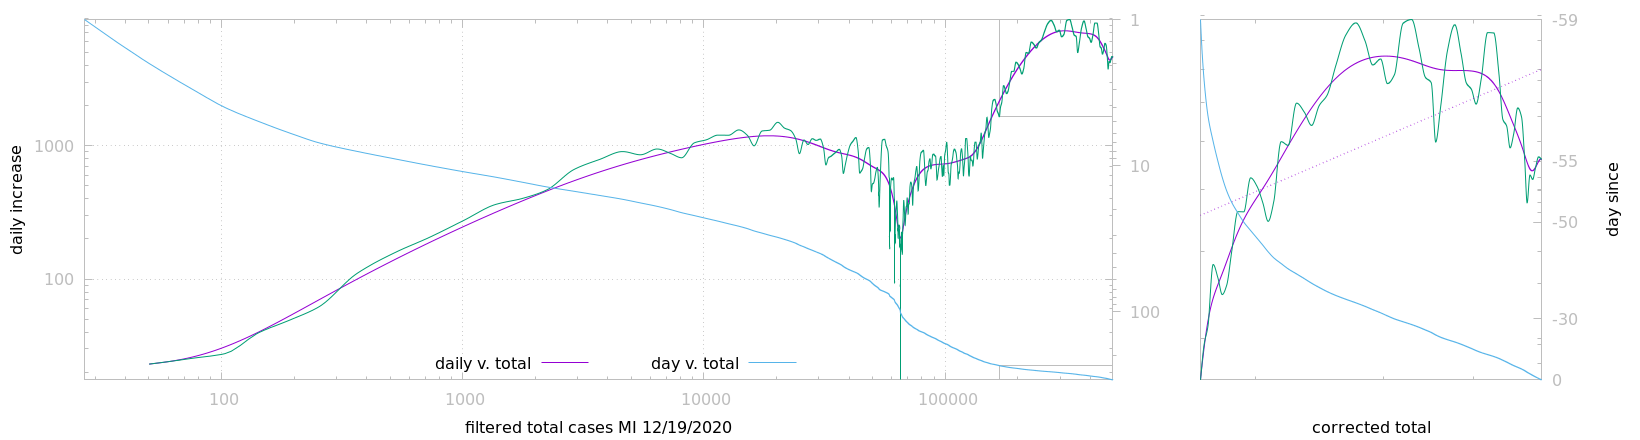 1
-59
1000
10
-55
daily increase
day since
-50
100
100
-30
daily v. total
day v. total
0
100
1000
10000
100000
filtered total cases MI 12/19/2020
corrected total